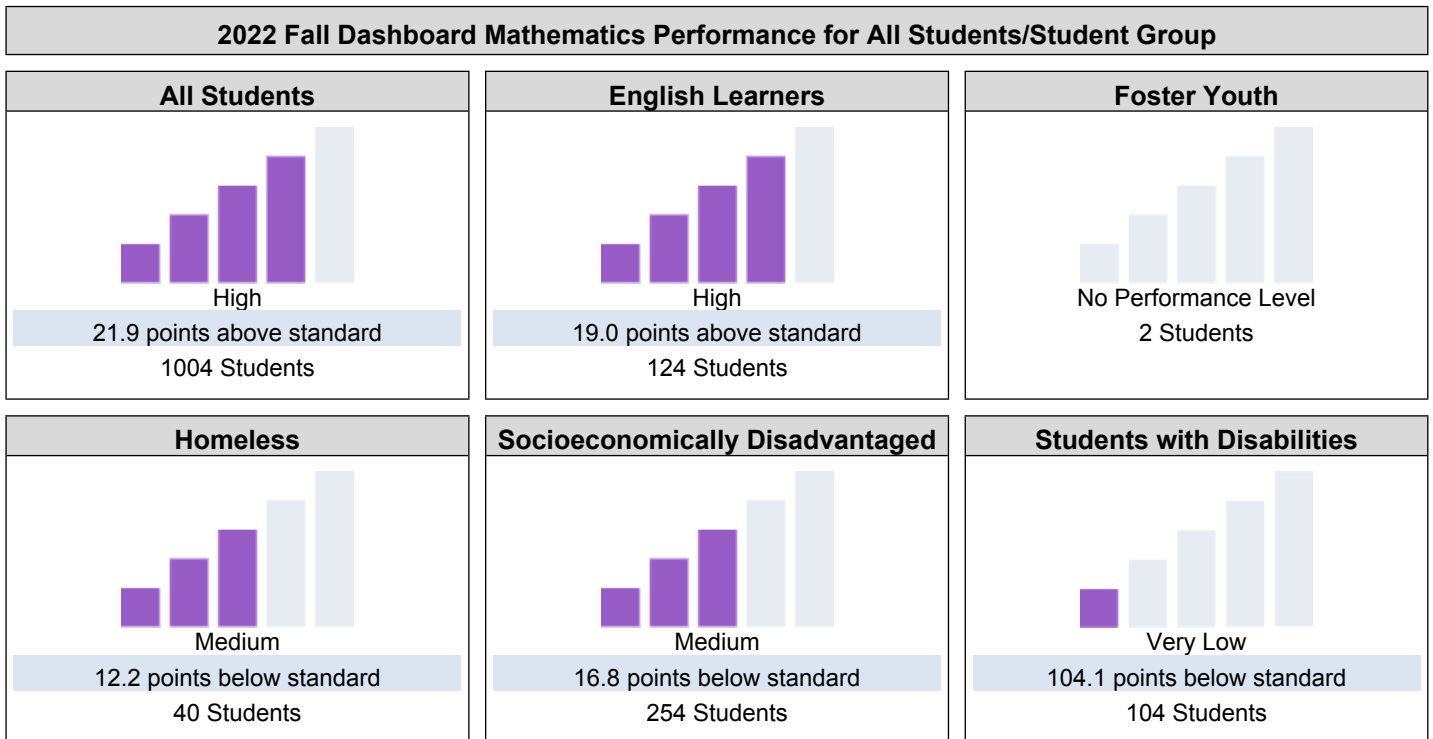 2022 Fall Dashboard Mathematics Performance for All Students/Student Group
All Students
High
21.9 points above standard
1004 Students
English Learners
High
19.0 points above standard
124 Students
Foster Youth
No Performance Level
2 Students
Homeless
Medium
12.2 points below standard
40 Students
Socioeconomically Disadvantaged
Medium
16.8 points below standard
254 Students
Students with Disabilities
Very Low
104.1 points below standard
104 Students